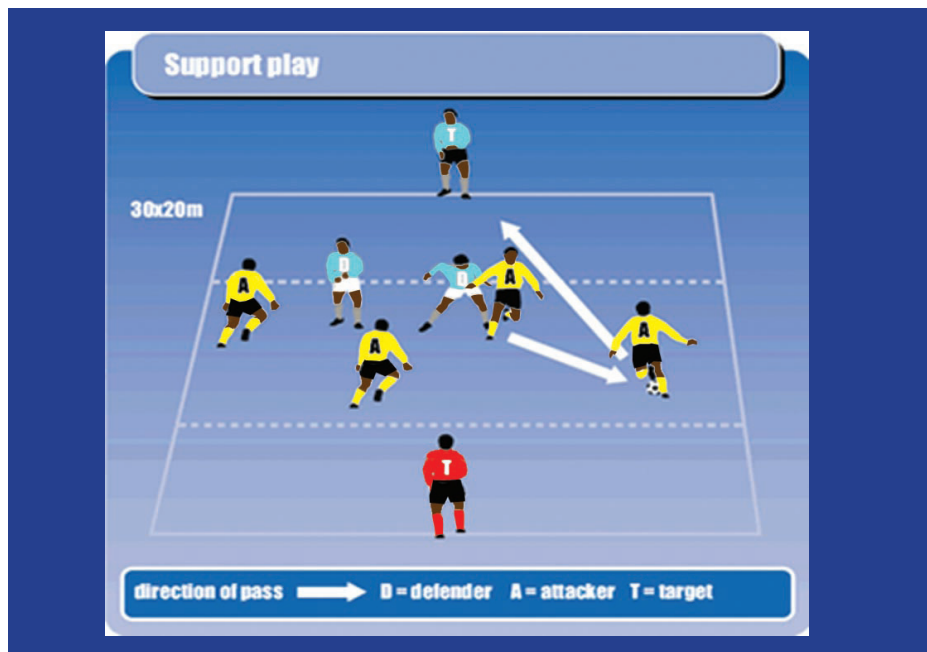 Support play
T
30x20m
D
D
A
A
A
A
T
direction of pass D = defender A = attacker T = target